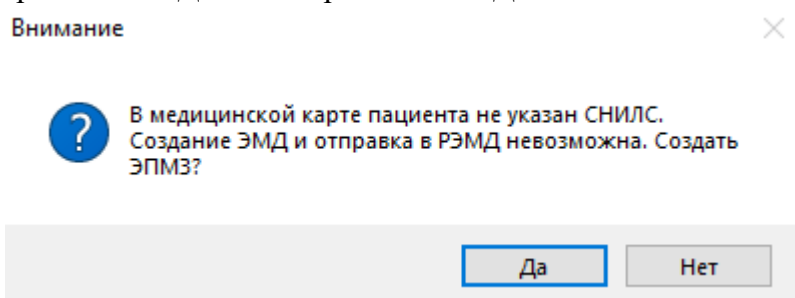 Внимание
В медицинской карте пациента не указан СНИЛС.
Создание ЭМД и отправка в РЭМД невозможна. Создать
ЭПМЗ?
Да
Нет